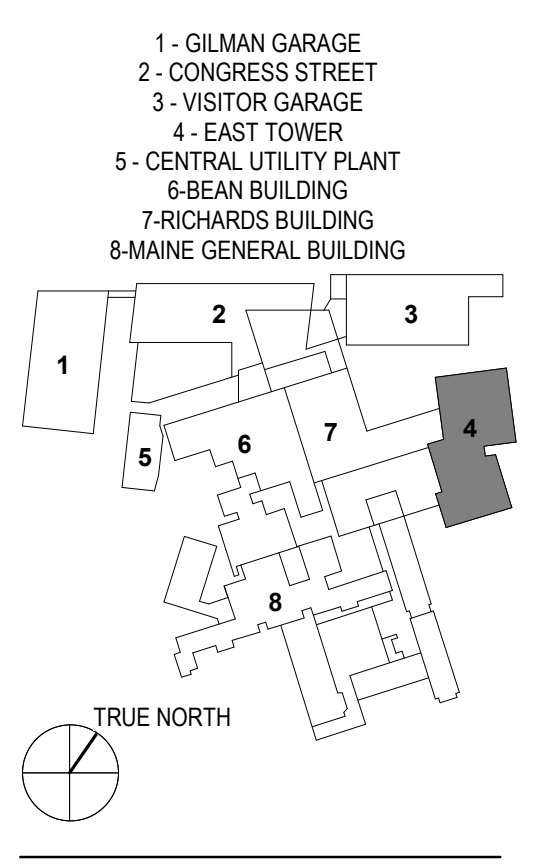 1 - GILMAN GARAGE
2 - CONGRESS STREET
3 - VISITOR GARAGE
4 - EAST TOWER
5 - CENTRAL UTILITY PLANT
6-BEAN BUILDING
7-RICHARDS BUILDING
8-MAINE GENERAL BUILDING
2
3
1
4
7
6
5
8
TRUE NORTH